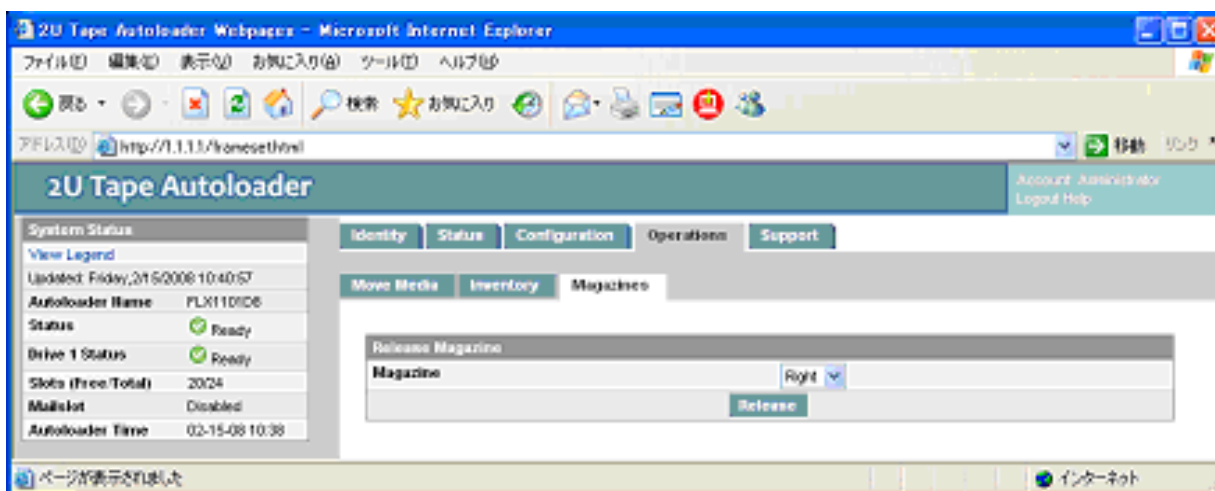 2U Tape Autoloader Webpages - Microsoft Internet Explorer
ファイル(F) 編集(E) 表示(V) お気に入り(A) ツール(T) ヘルプ(H)
戻る 検索 お気に入り
アドレス(D) http://1.1.1.1/frameset.html 移動 リンク
2U Tape Autoloader
Account: Administrator
Logout Help
System Status
View Legend
Updated: Friday,2/15/2008 10:40:57
Autoloader Name
Status Ready
Drive 1 Status Ready
Slots (Free/Total) 20/24
Mailslot Disabled
Autoloader Time 02-15-08 10:38
Identity Status Configuration Operations Support
Move Media Inventory Magazines
Release Magazine
Magazine Right
Release
ページが表示されました インターネット